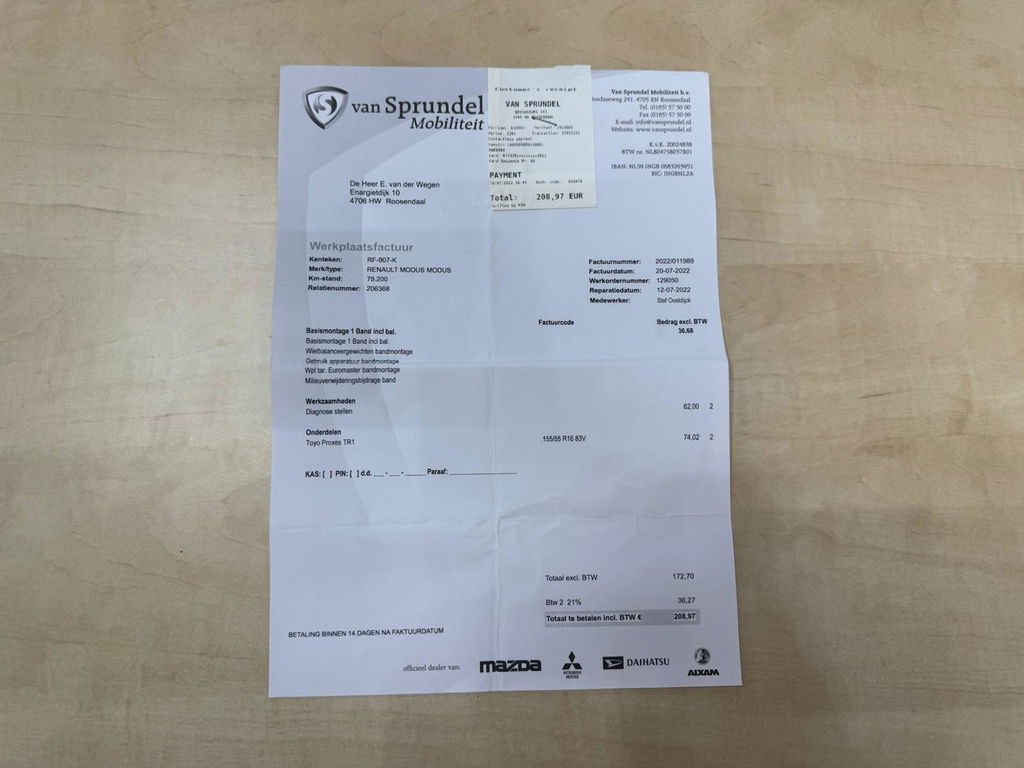 van Sprundel
Mobiliteit
Customer's receipt
VAN SPRUNDEL
PAYMENT
Total: 208,97 EUR
Van Sprundel Mobiliteit b.v.
241, 4705 RN Roosendaal
Tel. (0165) 57 50 00
Fax (0165) 57 50 09
E-mail: info@vansprundel.nl
Website: www.vansprundel.nl
K.v.K. 20024838
BTW nr. NL804758097B01
IBAN: NL59 INGB 0683269951
BIC: INGBNL2A
De Heer E. van der Wegen
Energietdijk 10
4706 HW Roosendaal
Werkplaatsfactuur
Kenteken: RF-907-K
Merk/type: RENAULT MODUS MODUS
Km-stand: 79.200
Relatienummer: 206368
Factuurnummer: 2022/011989
Factuurdatum: 20-07-2022
Werkordernummer: 129050
Reparatiedatum: 12-07-2022
Medewerker: Stef Oostdijck
Factuurcode Bedrag excl. BTW
Basismontage 1 Band incl bal. 36,68
Basismontage 1 Band incl bal.
Wielbalanceergewichten bandmontage
Gebruik apparatuur bandmontage
Wpl tar. Euromaster bandmontage
Milieuverwijderingsbijdrage band
Werkzaamheden
Diagnose stellen 62,00 2
Onderdelen
Toyo Proxes TR1 .155/55 R16 83V 74,02 2
KAS: [ ] PIN: [ ] d.d. ___-___-_____ Paraaf: ________________
Totaal excl. BTW 172,70
Btw 2 21% 36,27
Totaal te betalen incl. BTW € 208,97
BETALING BINNEN 14 DAGEN NA FAKTUURDATUM
officieel dealer van: mazda MITSUBISHI MOTORS DAIHATSU AIXAM